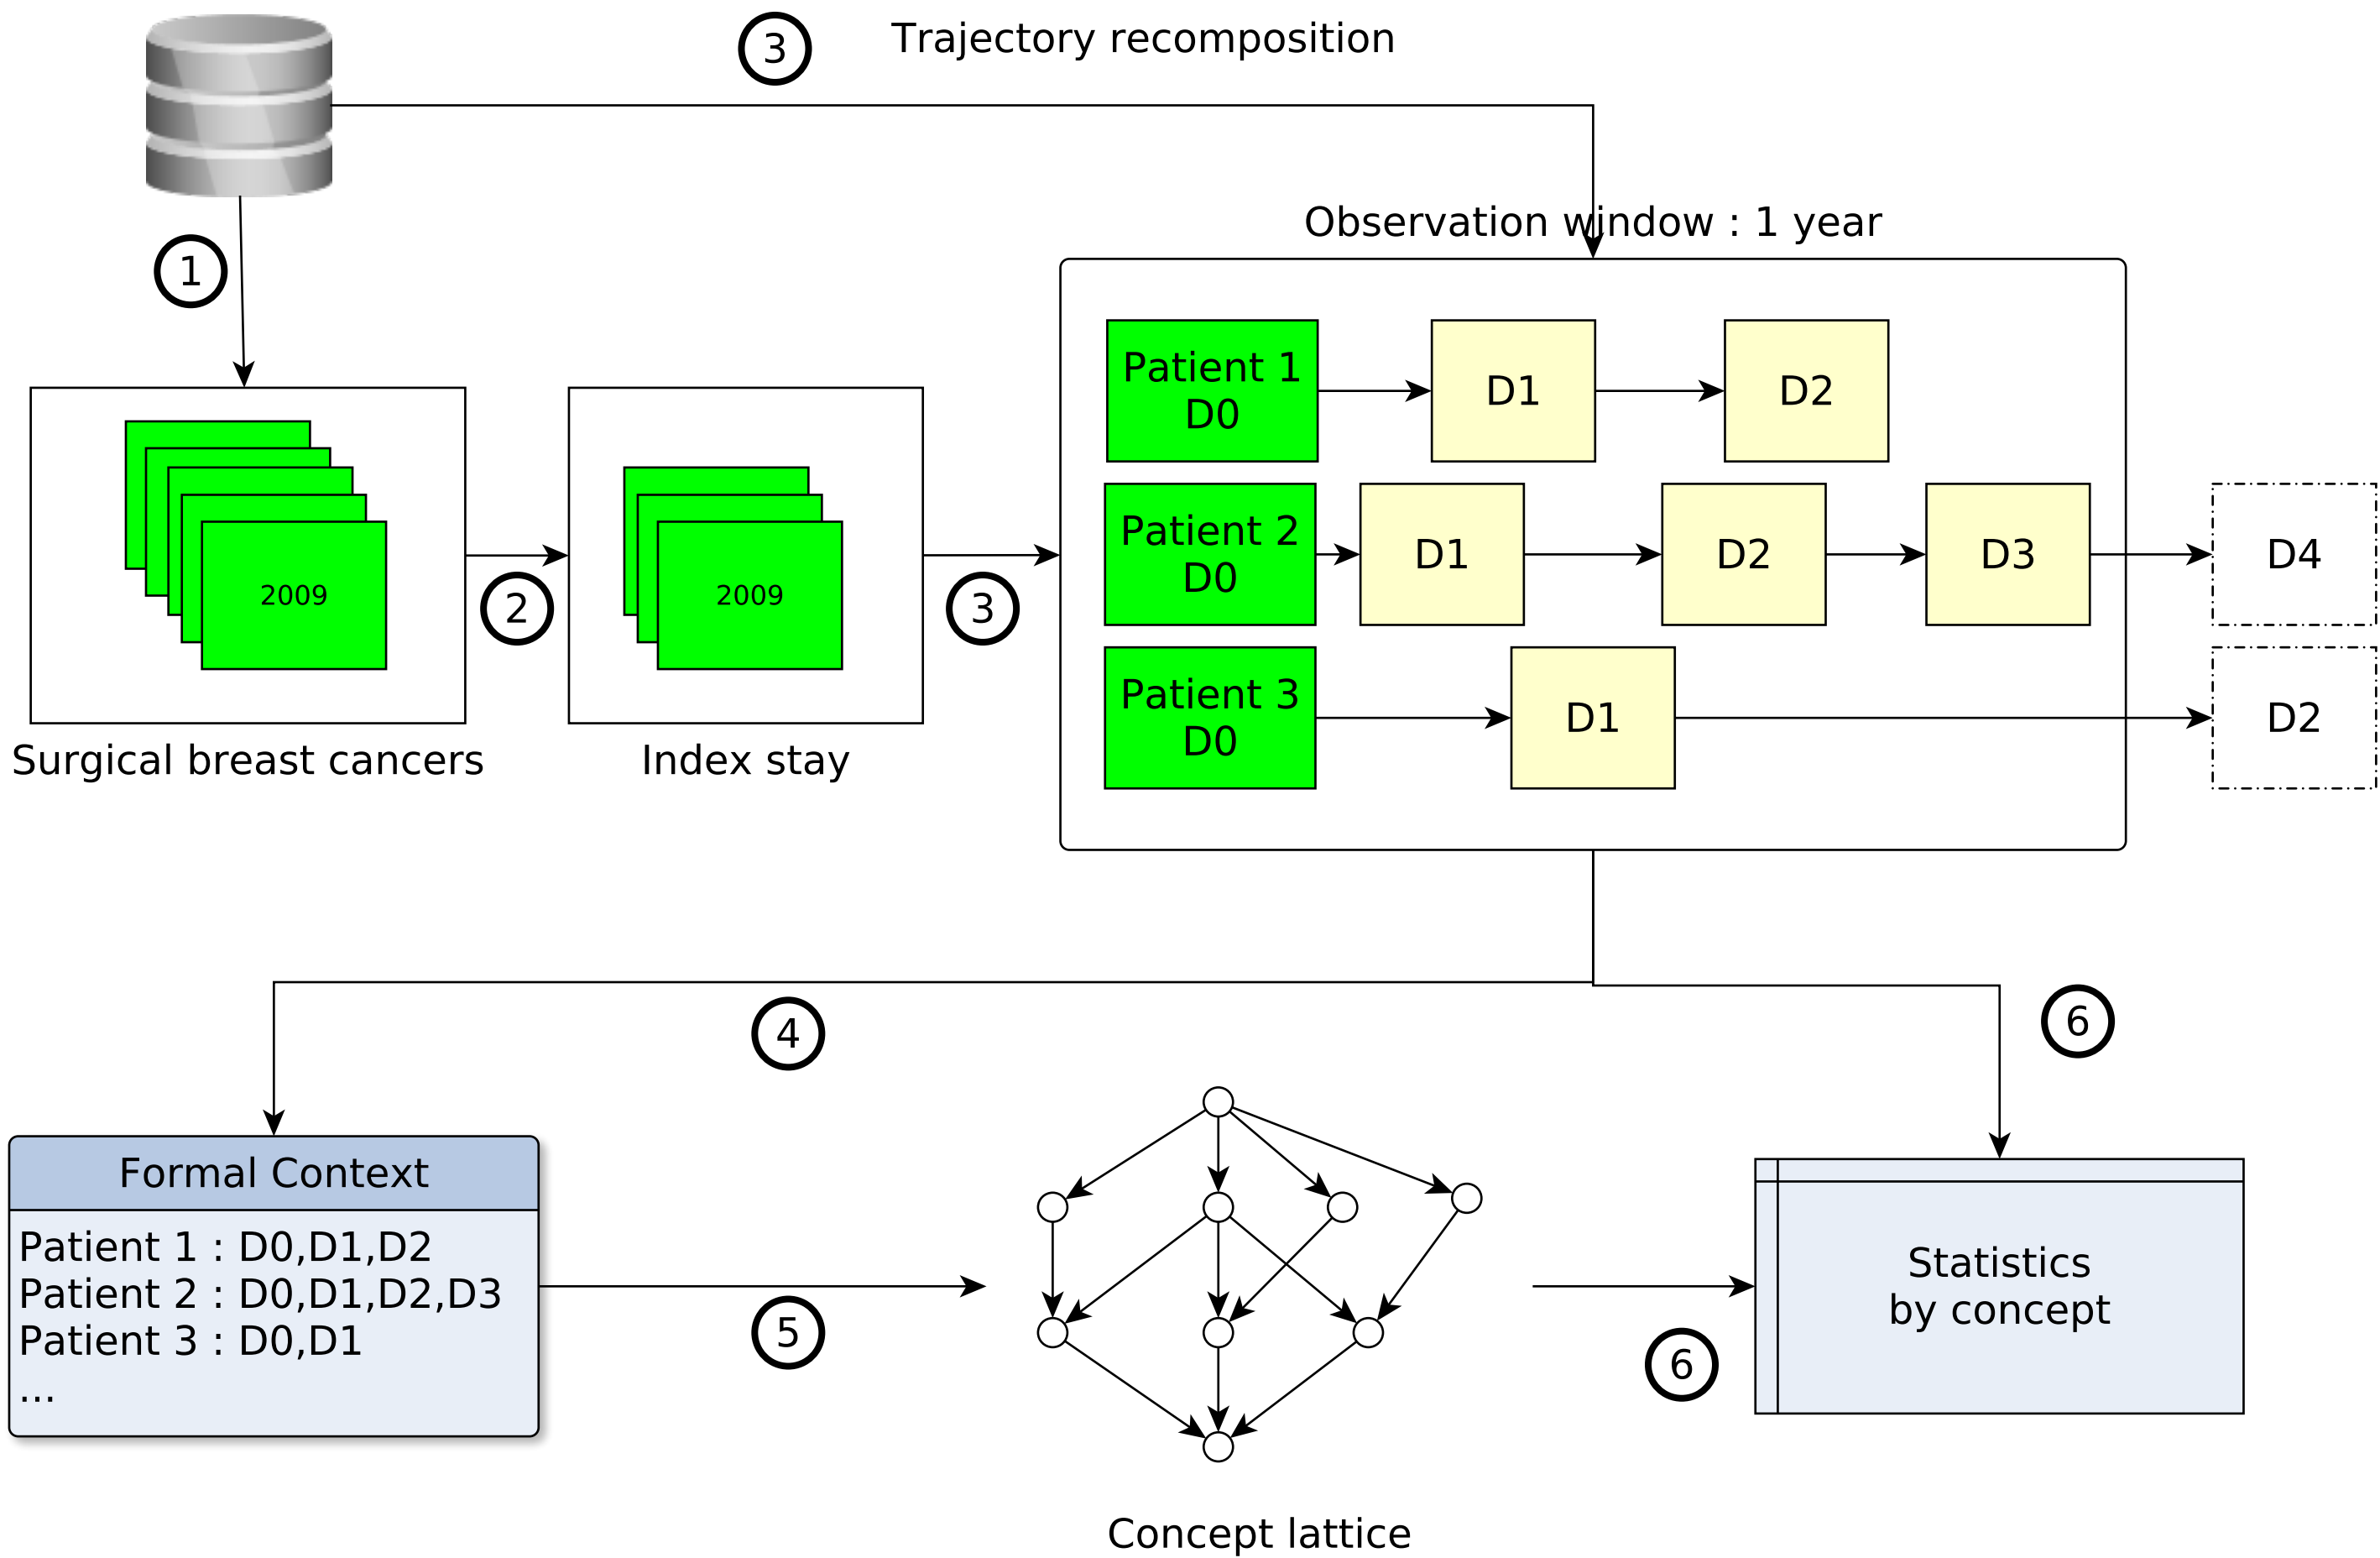 3
Trajectory recomposition
Observation window : 1 year
1
Patient 1
D0
D1
D2
2009
2009
Patient 2
D0
D1
D2
D3
D4
2
3
Patient 3
D0
D1
D2
Surgical breast cancers
Index stay
4
6
Formal Context
Patient 1 : D0,D1,D2
Patient 2 : D0,D1,D2,D3
Patient 3 : D0,D1
...
5
6
Statistics
by concept
Concept lattice